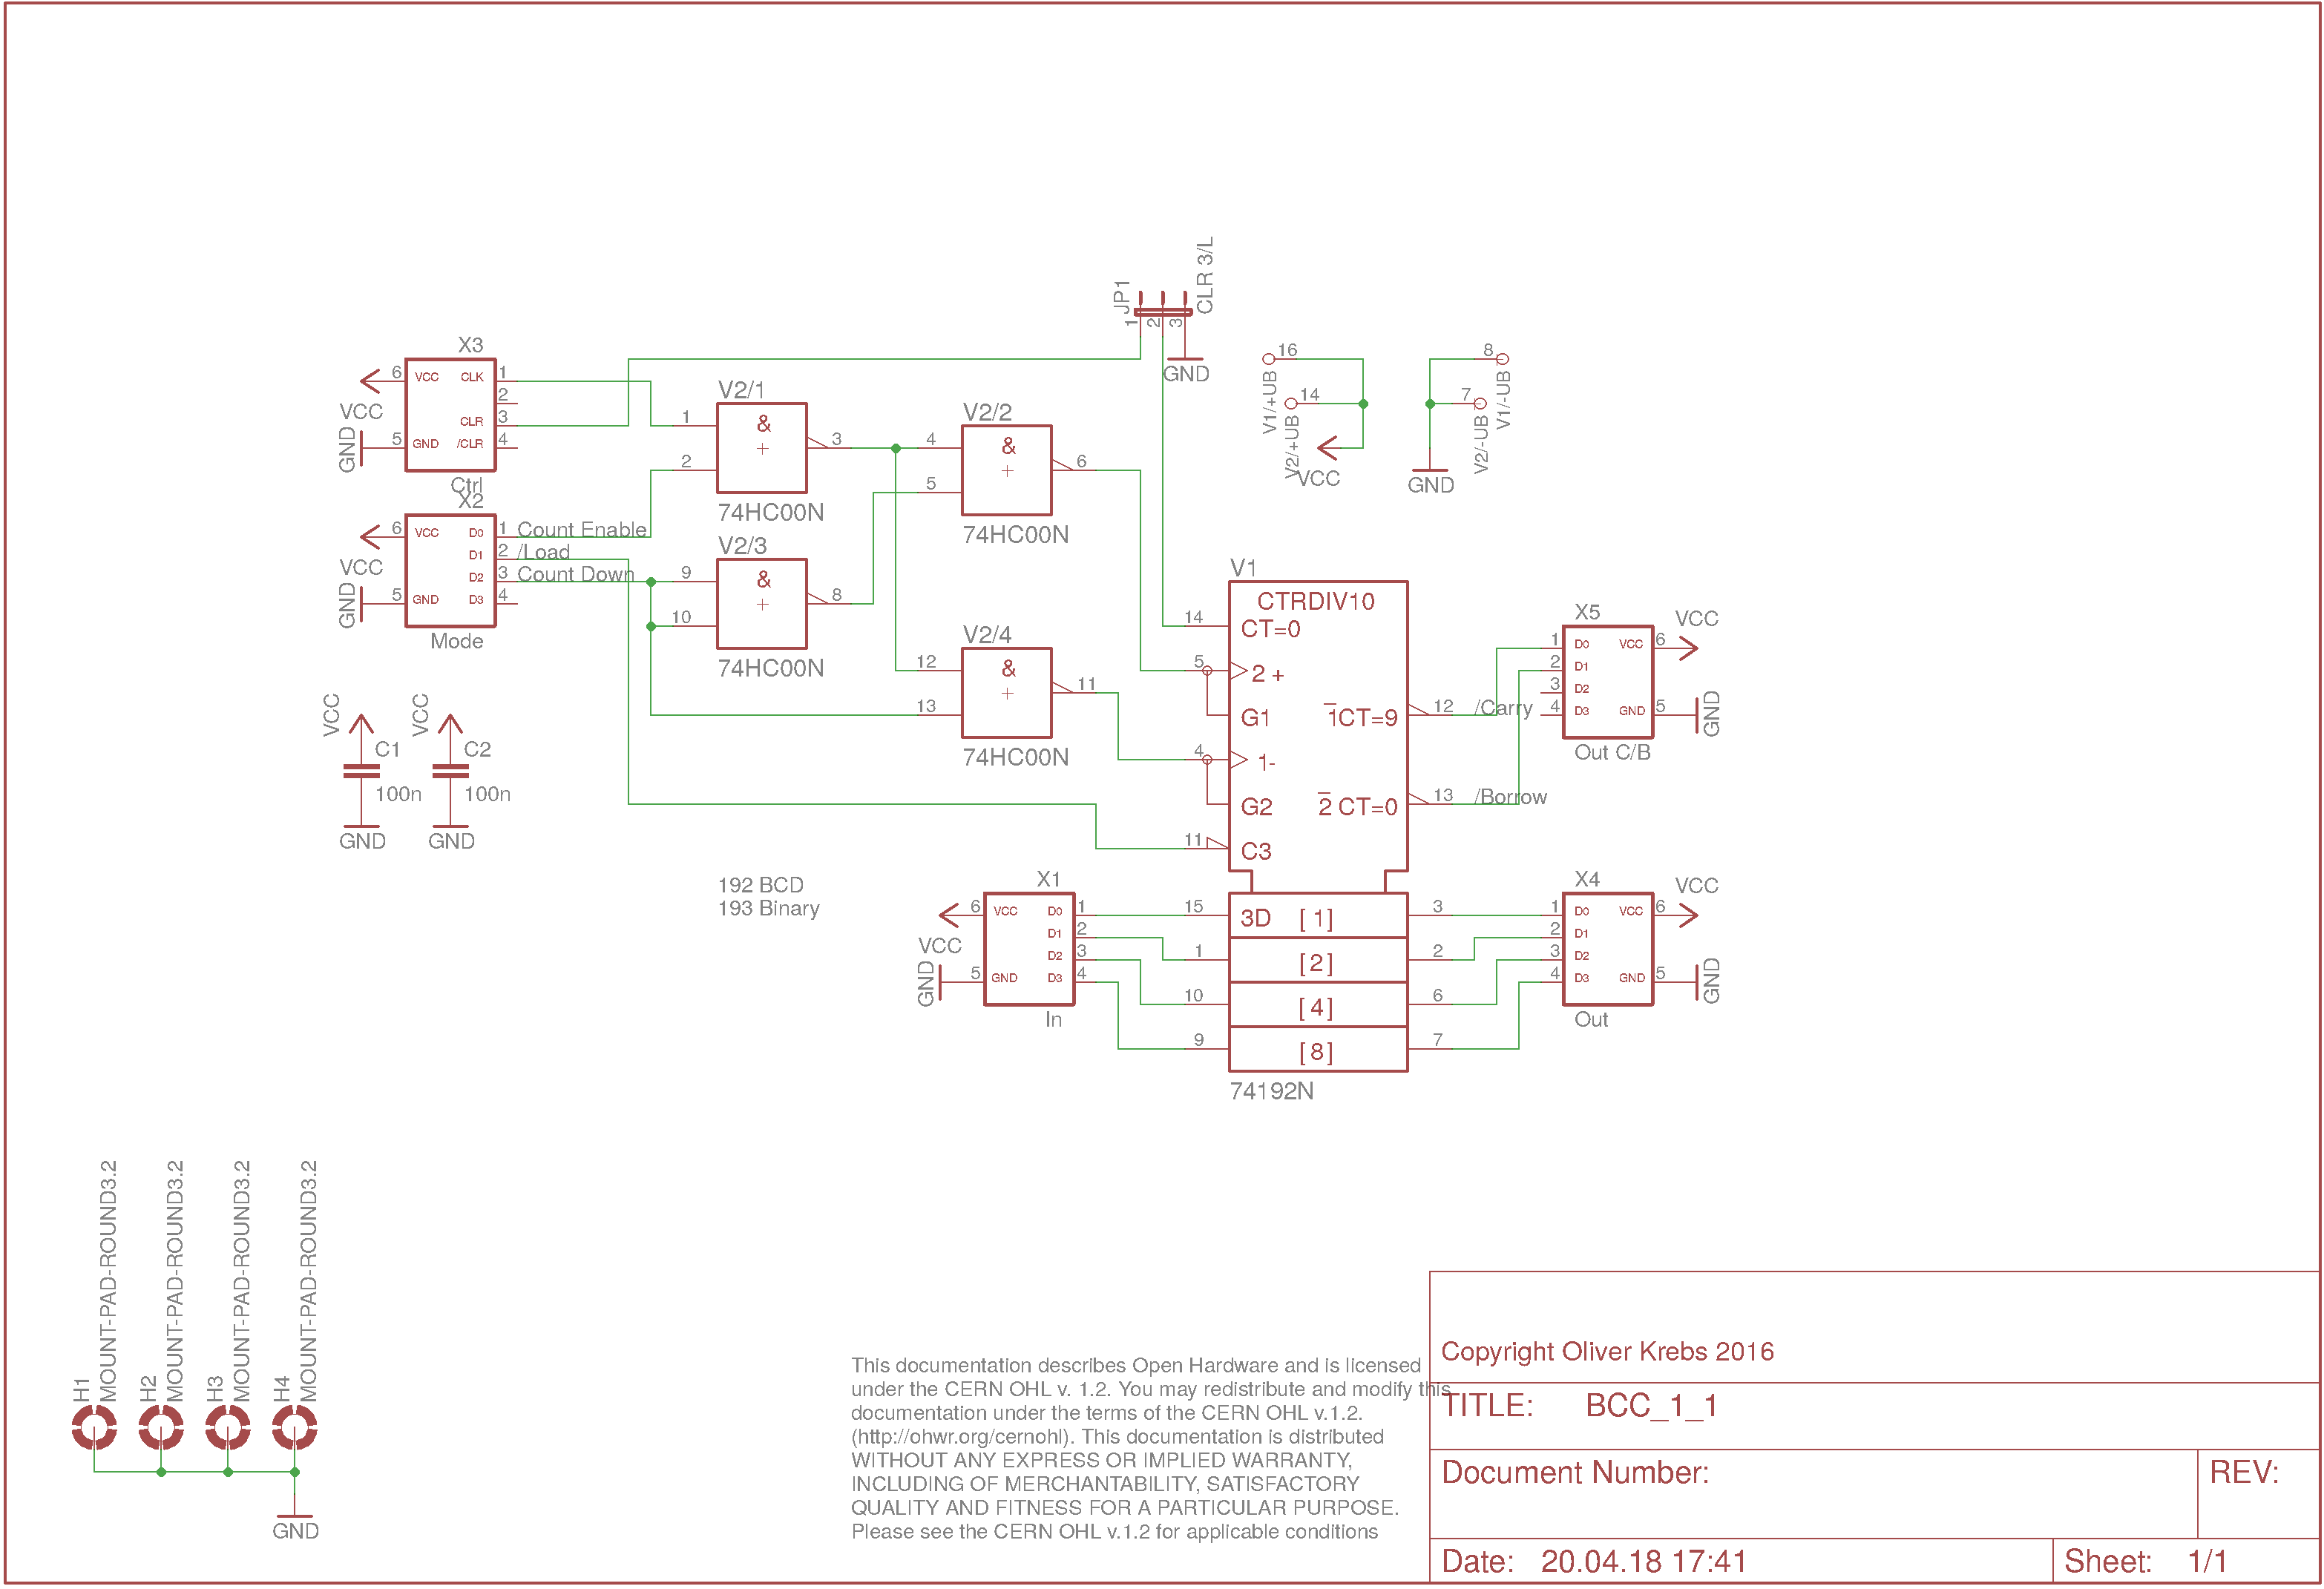 JP1
CLR 3/L
1
2
3
GND
X3
6 VCC CLK 1
2
CLR 3
5 GND /CLR 4
VCC
GND
Ctrl
X2
6 VCC D0 1 Count Enable
D1 2 /Load
D2 3 Count Down
5 GND D3 4
VCC
GND
Mode
V2/1
1
2
&
3
74HC00N
V2/2
4
5
&
6
74HC00N
V2/3
9
10
&
8
74HC00N
V2/4
12
13
&
11
74HC00N
16
V1/+UB
14
V2/+UB
VCC
8
V1/-UB
7
V2/-UB
GND
VCC
C1
100n
GND
VCC
C2
100n
GND
V1
CTRDIV10
14 CT=0
5 2 +
G1 1CT=9 12 /Carry
4 1-
G2 2 CT=0 13 /Borrow
11 C3
15 3D [ 1 ] 3
1 [ 2 ] 2
10 [ 4 ] 6
9 [ 8 ] 7
74192N
X5
1 D0 VCC 6
2 D1
3 D2
4 D3 GND 5
VCC
GND
Out C/B
192 BCD
193 Binary
X1
6 VCC D0 1
D1 2
D2 3
5 GND D3 4
VCC
GND
In
X4
1 D0 VCC 6
2 D1
3 D2
4 D3 GND 5
VCC
GND
Out
H1
MOUNT-PAD-ROUND3.2
H2
MOUNT-PAD-ROUND3.2
H3
MOUNT-PAD-ROUND3.2
H4
MOUNT-PAD-ROUND3.2
GND
This documentation describes Open Hardware and is licensed
under the CERN OHL v. 1.2. You may redistribute and modify this
documentation under the terms of the CERN OHL v.1.2.
(http://ohwr.org/cernohl). This documentation is distributed
WITHOUT ANY EXPRESS OR IMPLIED WARRANTY,
INCLUDING OF MERCHANTABILITY, SATISFACTORY
QUALITY AND FITNESS FOR A PARTICULAR PURPOSE.
Please see the CERN OHL v.1.2 for applicable conditions
Copyright Oliver Krebs 2016
TITLE: BCC_1_1
Document Number:
REV:
Date: 20.04.18 17:41
Sheet: 1/1